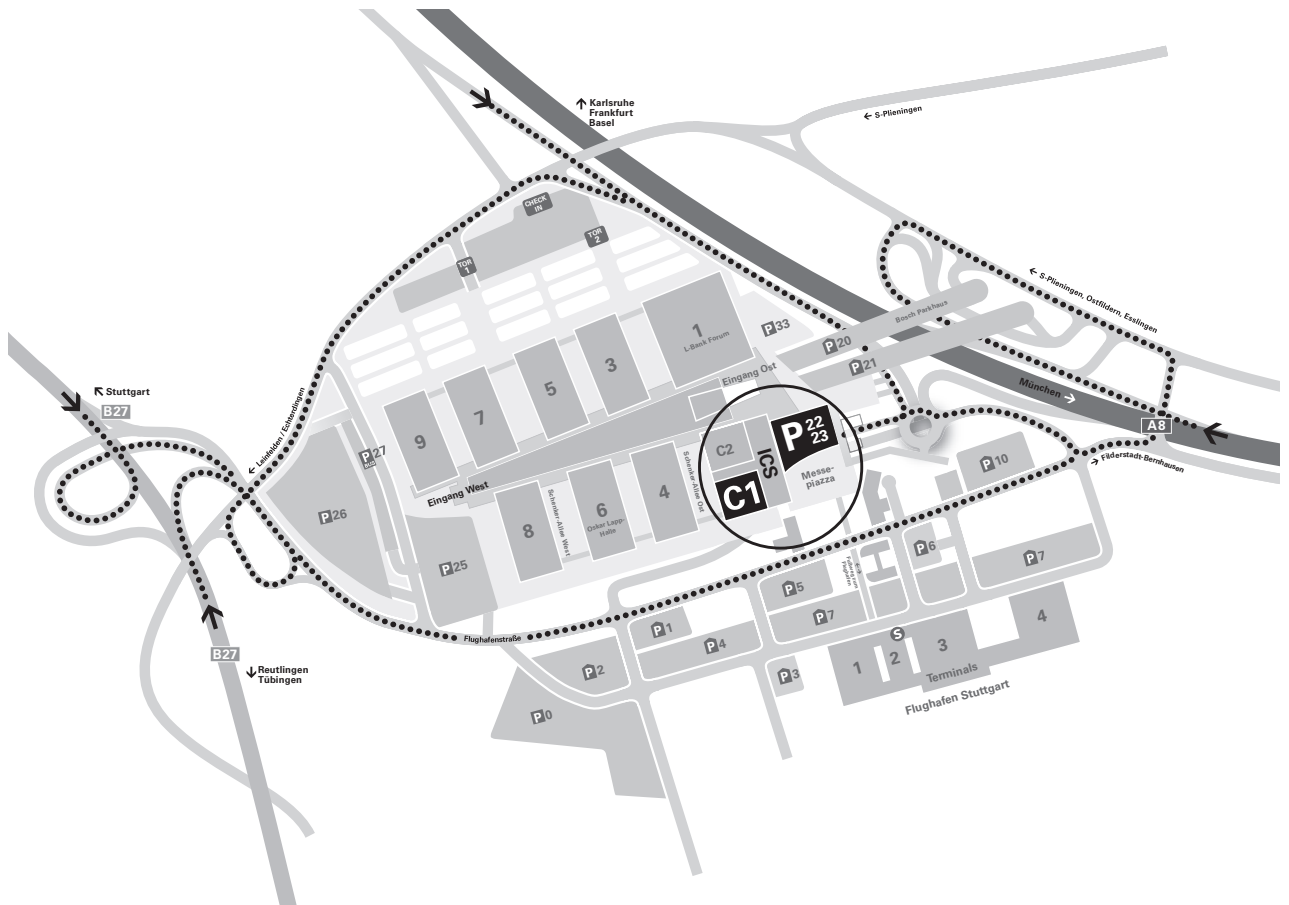 Karlsruhe
Frankfurt
Basel
S-Plieningen
CHECK
IN
TOR
2
TOR
1
S-Plieningen, Ostfildern, Esslingen
Bosch Parkhaus
1
L-Bank Forum
P33
P20
P21
3
5
7
9
Eingang Ost
München
A8
Filderstadt-Bernhausen
Stuttgart
B27
Leinfelden / Echterdingen
P27
BUS
P26
P25
Eingang West
8
Schenker-Allee West
6
Oskar Lapp-
Halle
4
Schenker-Allee Ost
C2
C1
ICS
P 22
23
Messe-
piazza
P10
P6
P7
P5
P7
Flughafenstraße
P1
P4
P2
P3
P0
S
1
2
3
4
Terminals
Flughafen Stuttgart
B27
Reutlingen
Tübingen